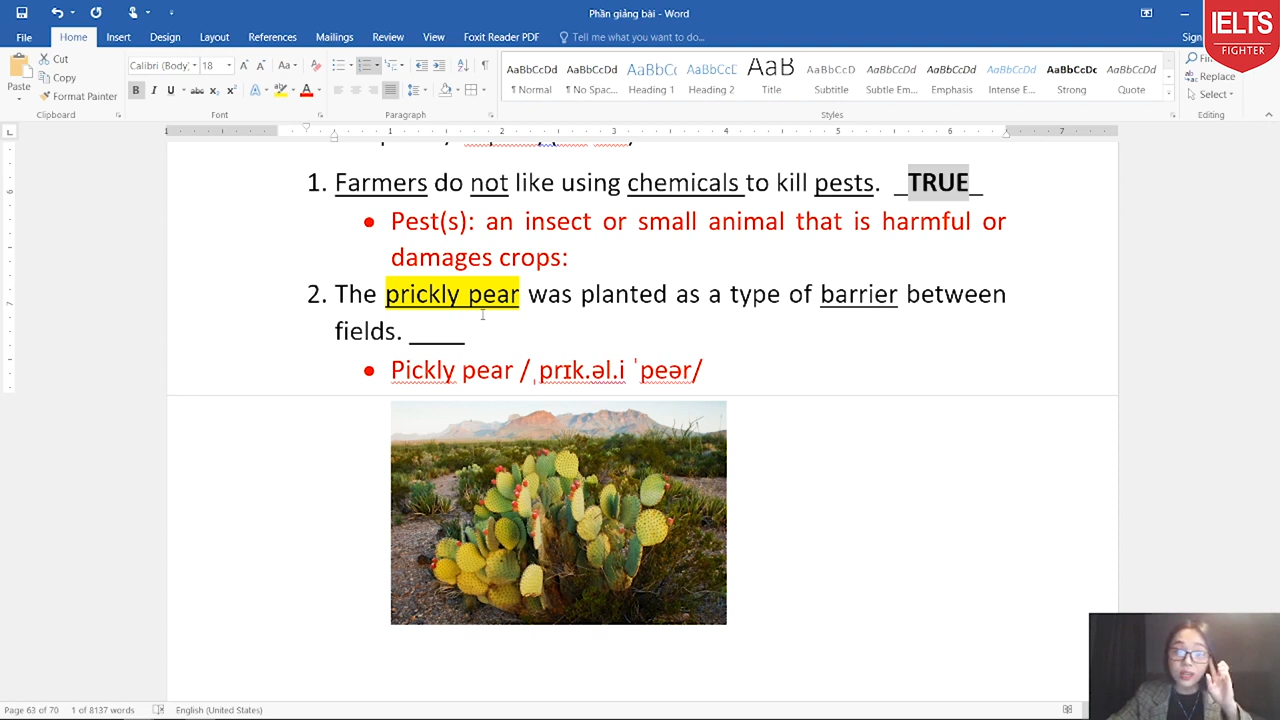 Phần giảng bài - Word
File Home Insert Design Layout References Mailings Review View Foxit Reader PDF Tell me what you want to do... Sign
IELTS
FIGHTER
Paste
Cut
Copy
Format Painter
Clipboard
Calibri (Body) 18
Font
Paragraph
AaBbCcDd AaBbCcDd AaBbCc AaBbCcC AaB AaBbCcD AaBbCcDd AaBbCcDd AaBbCcDd AaBbCcDd AaBbCcDd
¶ Normal ¶ No Spac... Heading 1 Heading 2 Title Subtitle Subtle Em... Emphasis Intense E... Strong Quote
Styles
Replace
Select
Editing
1. Farmers do not like using chemicals to kill pests. _TRUE_
• Pest(s): an insect or small animal that is harmful or
damages crops:
2. The prickly pear was planted as a type of barrier between
fields. ____
• Pickly pear /ˌprɪk.əl.i ˈpeər/
Page 63 of 70 1 of 8137 words English (United States)